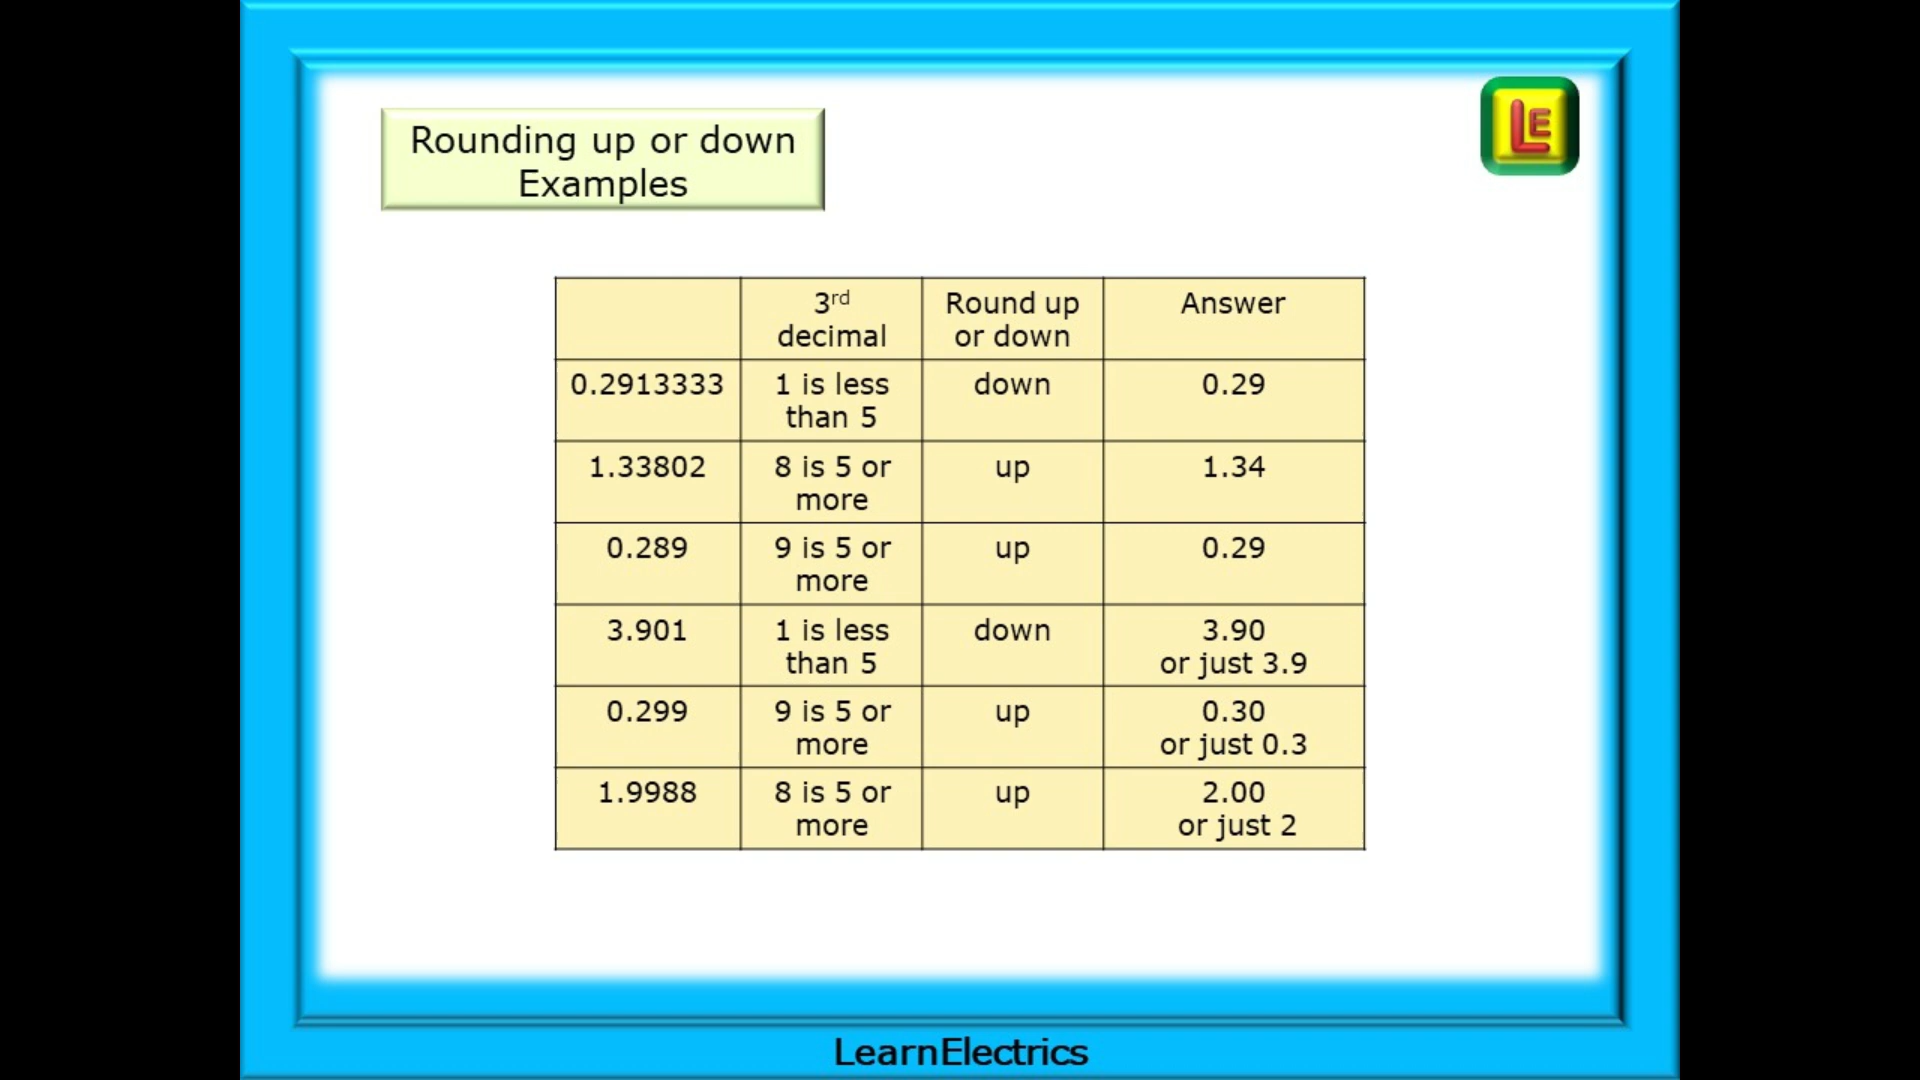 Rounding up or down
Examples
LE
3rd
decimal
Round up
or down
Answer
0.2913333
1 is less
than 5
down
0.29
1.33802
8 is 5 or
more
up
1.34
0.289
9 is 5 or
more
up
0.29
3.901
1 is less
than 5
down
3.90
or just 3.9
0.299
9 is 5 or
more
up
0.30
or just 0.3
1.9988
8 is 5 or
more
up
2.00
or just 2
LearnElectrics